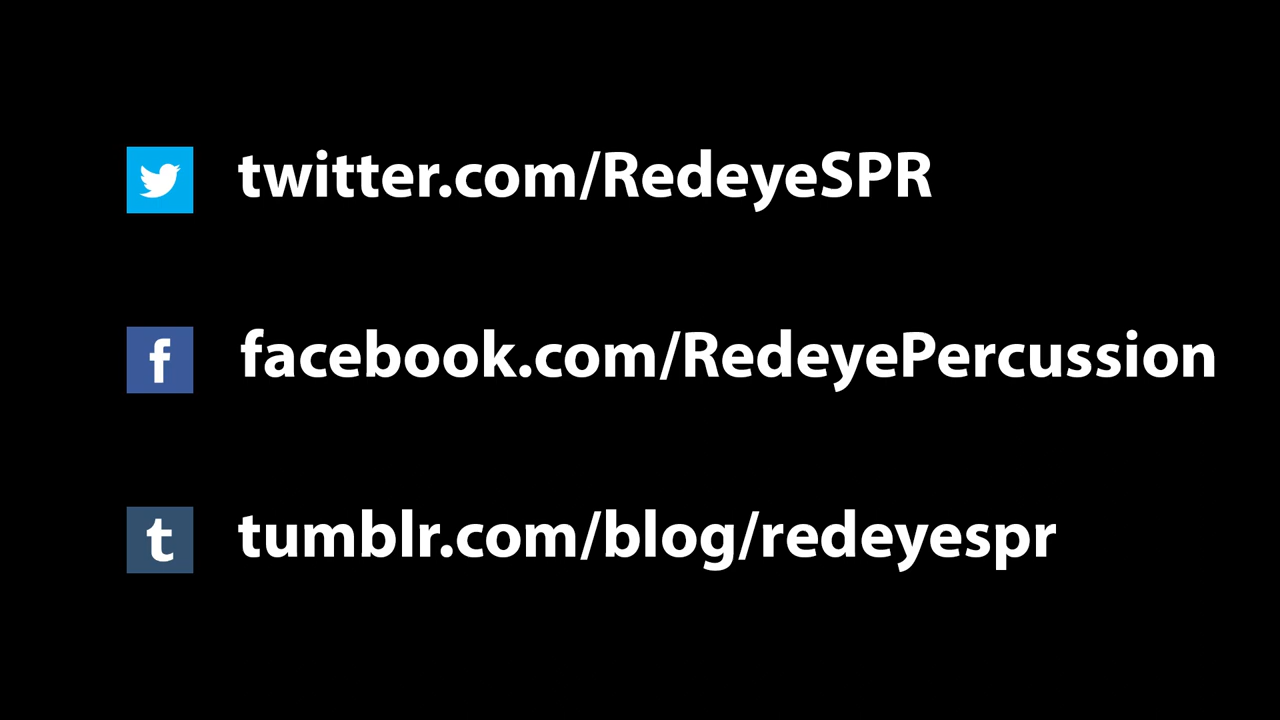 twitter.com/RedeyeSPR
facebook.com/RedeyePercussion
tumblr.com/blog/redeyespr